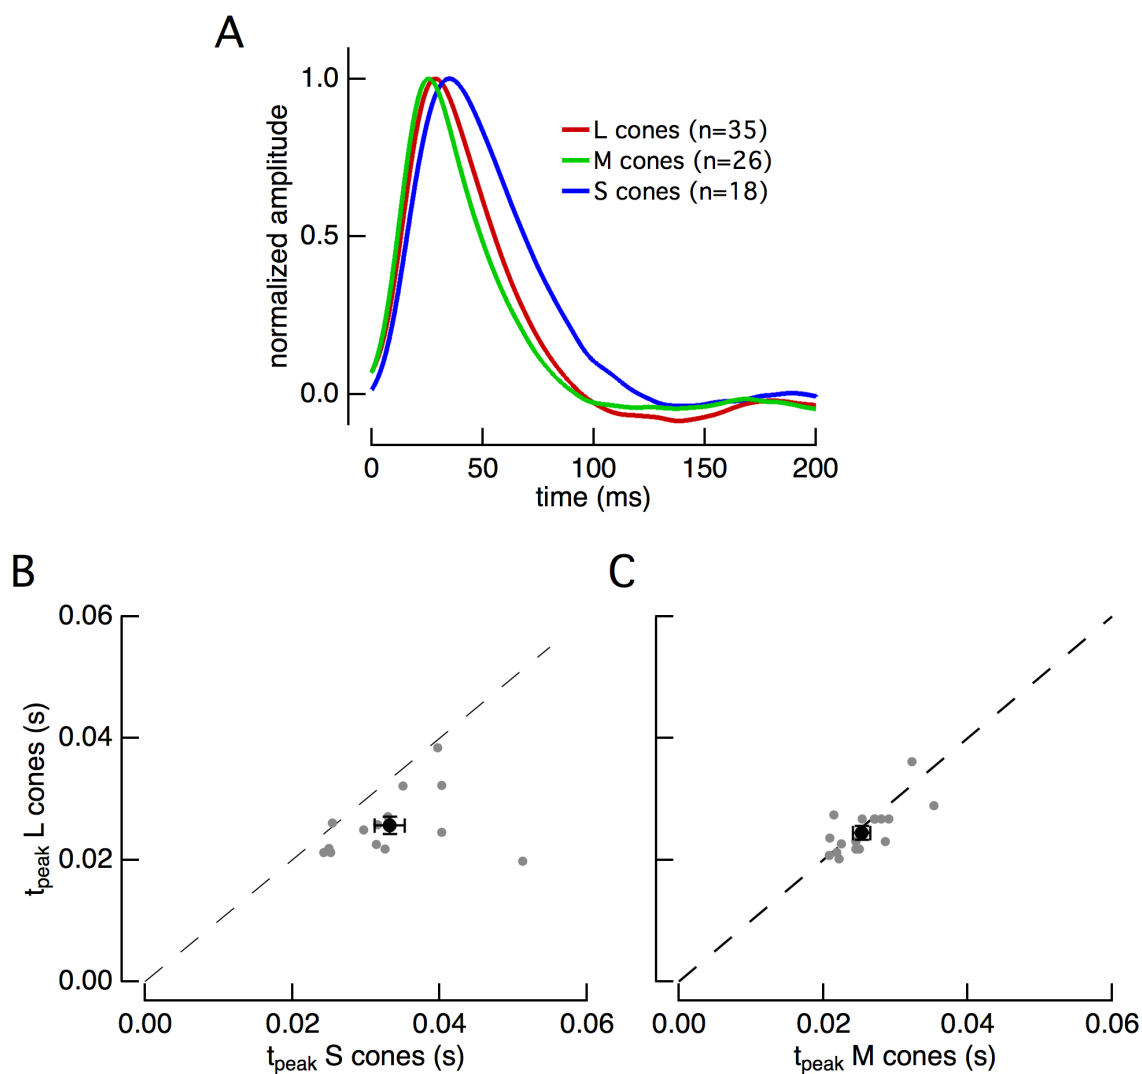 A
1.0
0.5
0.0
normalized amplitude
L cones (n=35)
M cones (n=26)
S cones (n=18)
0 50 100 150 200
time (ms)
B
0.06
0.04
0.02
0.00
tpeak L cones (s)
0.00 0.02 0.04 0.06
tpeak S cones (s)
C
0.00 0.02 0.04 0.06
tpeak M cones (s)